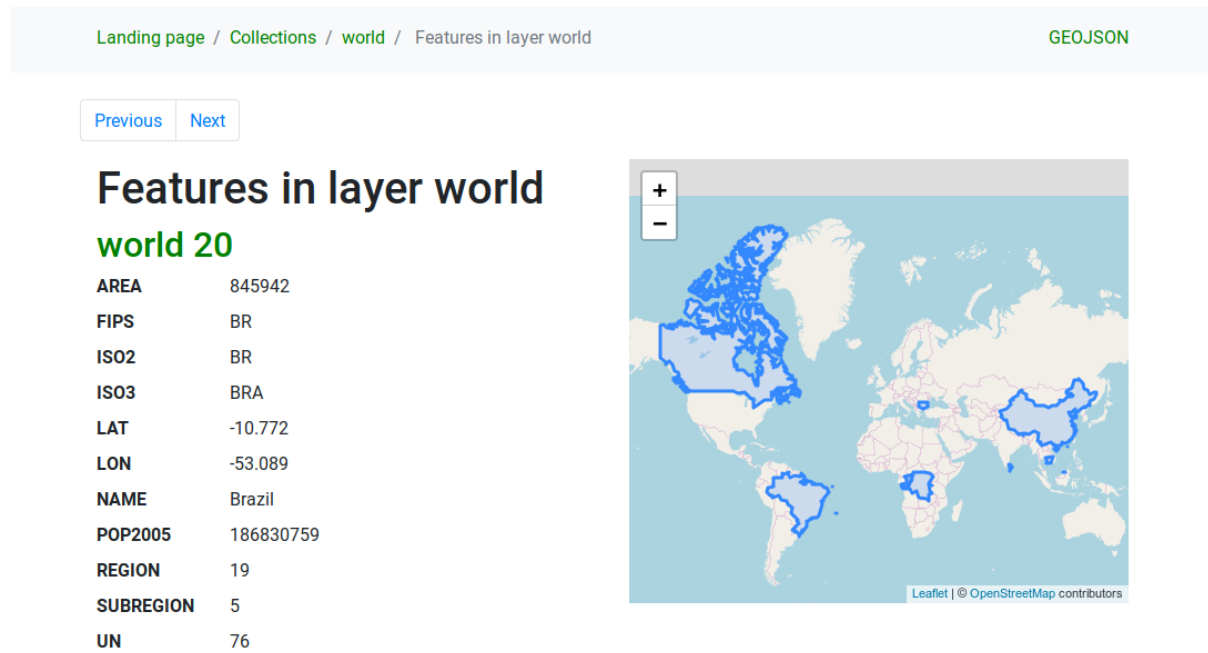 Landing page / Collections / world / Features in layer world
GEOJSON
Previous Next
Features in layer world
world 20
AREA 845942
FIPS BR
ISO2 BR
ISO3 BRA
LAT -10.772
LON -53.089
NAME Brazil
POP2005 186830759
REGION 19
SUBREGION 5
UN 76
+
−
Leaflet | © OpenStreetMap contributors